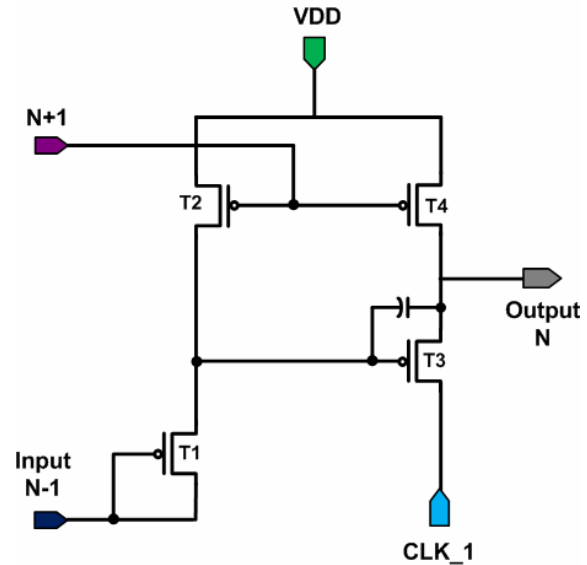 VDD
N+1
T2
T4
Output
N
T3
T1
Input
N-1
CLK_1